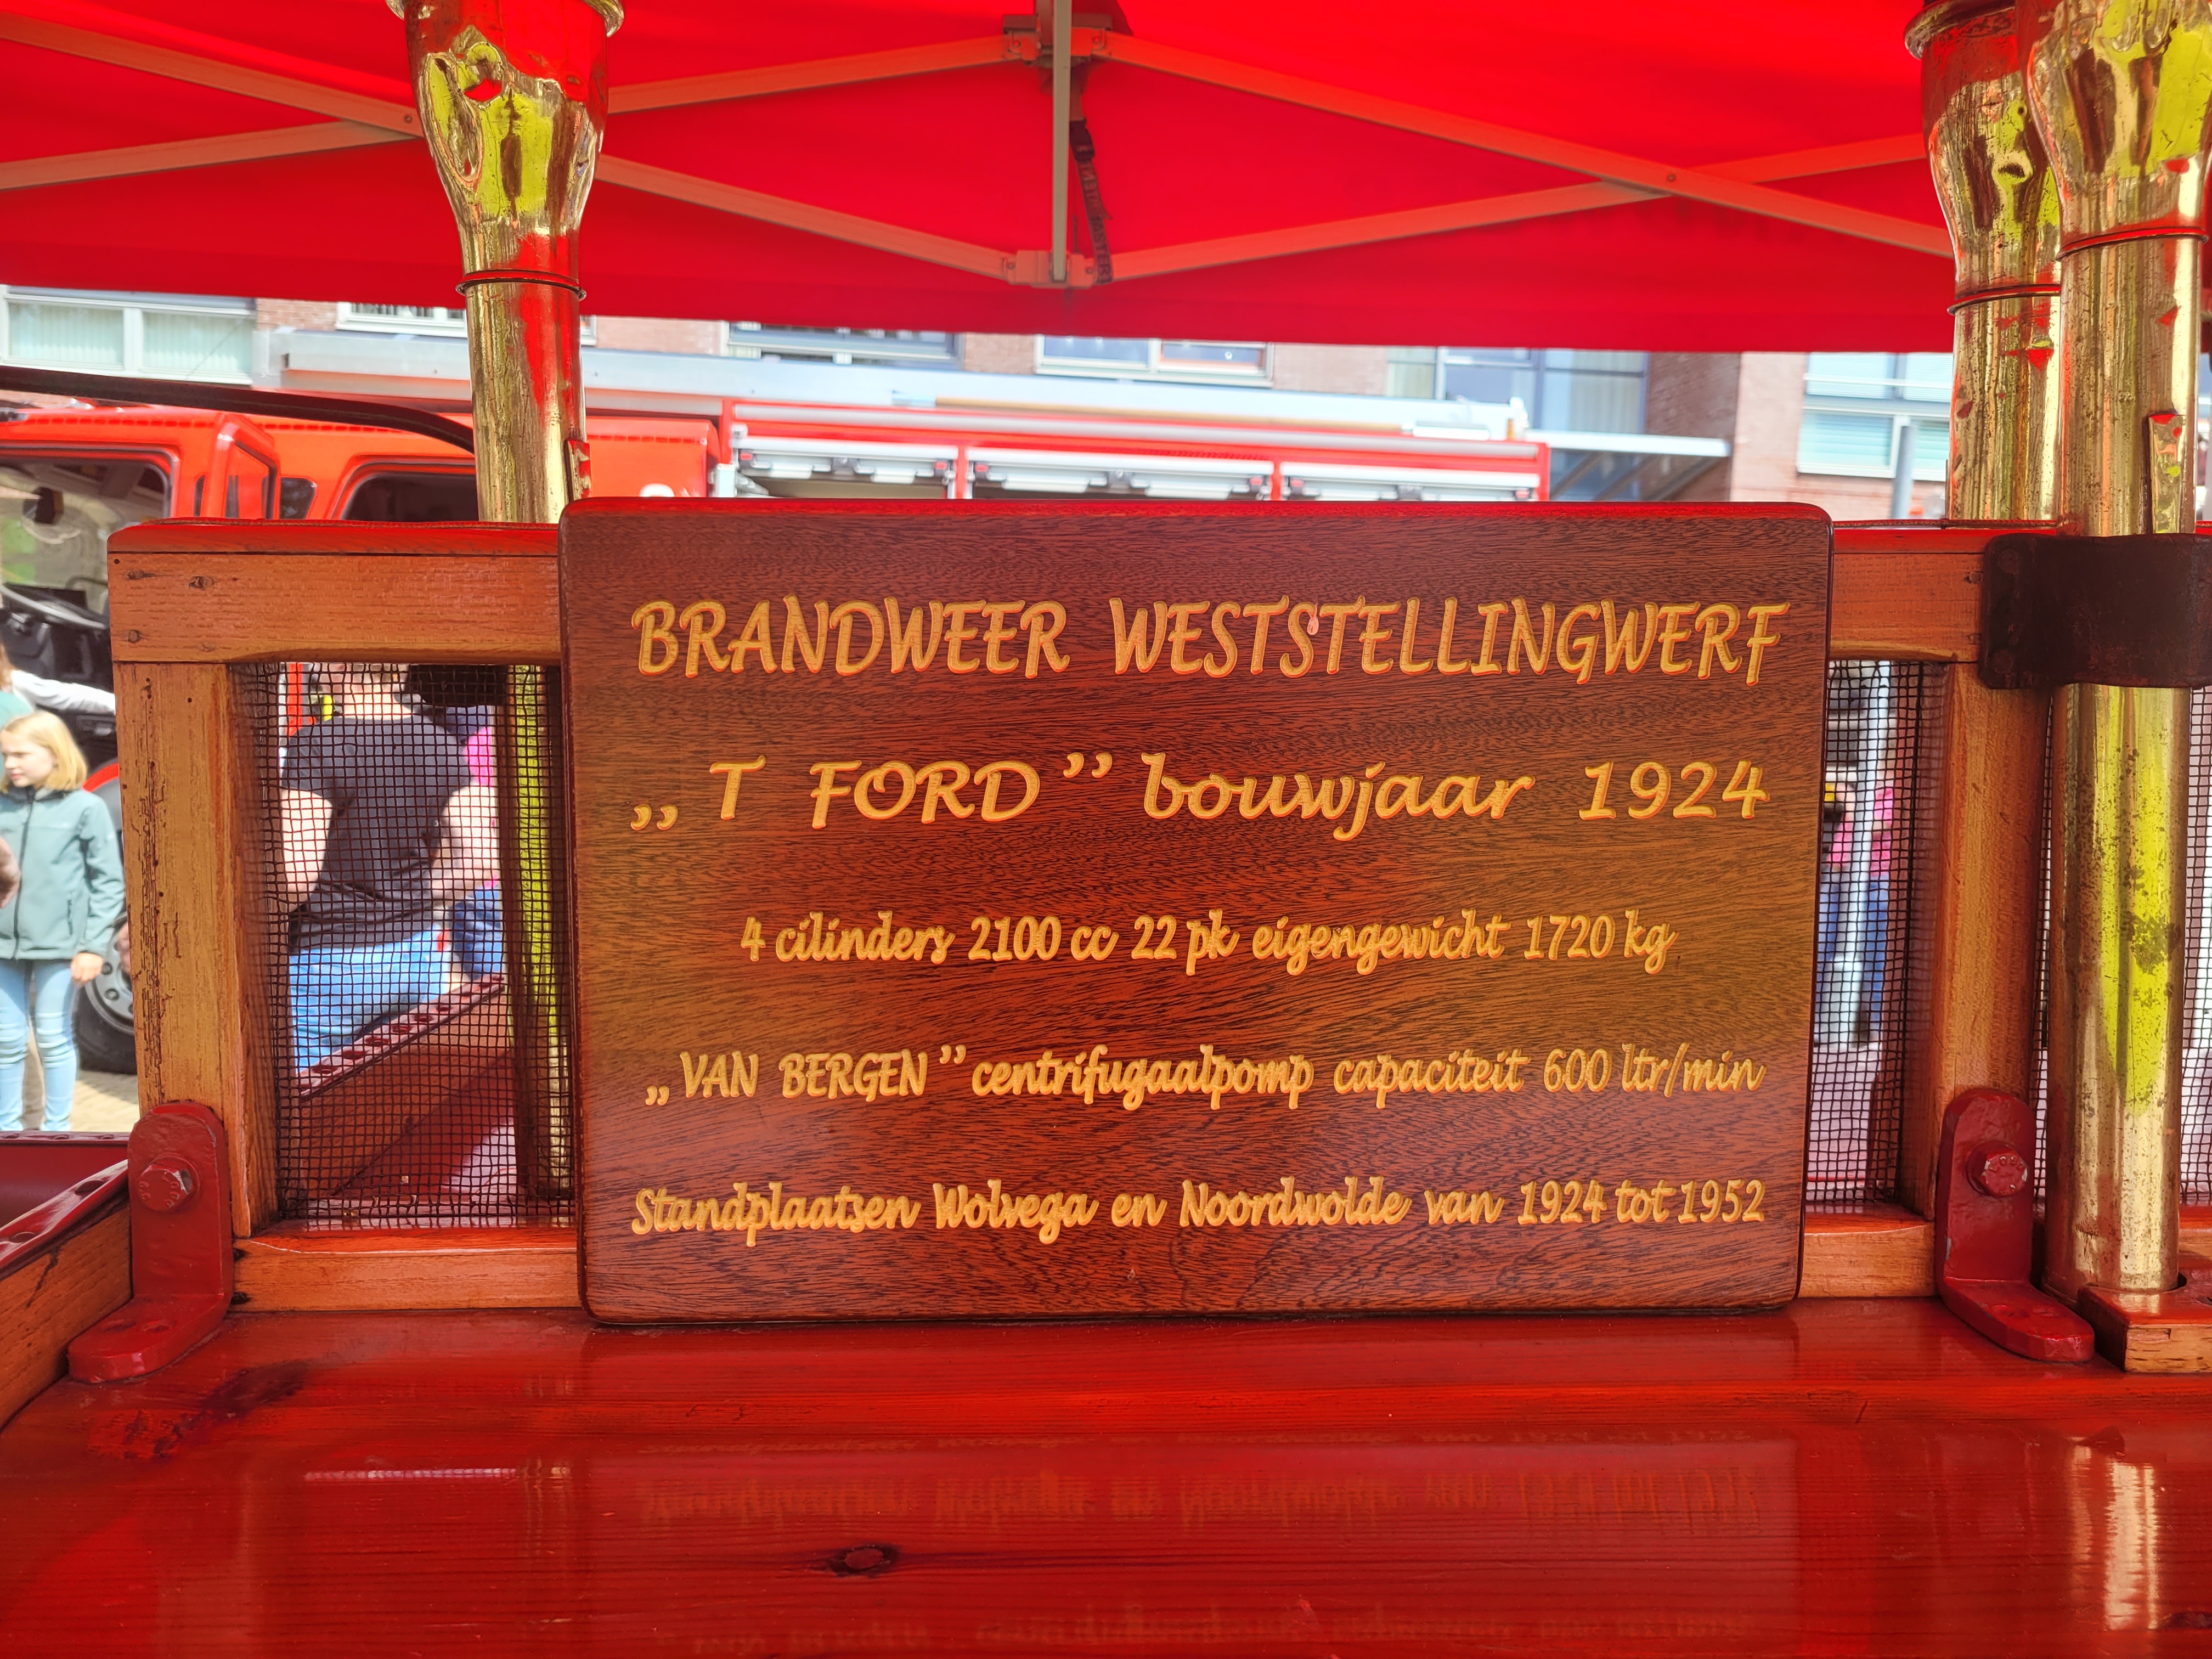 BRANDWEER WESTSTELLINGWERF
„T FORD” bouwjaar 1924
4 cilinders 2100 cc 22 pk eigengewicht 1720 kg
„VAN BERGEN” centrifugaalpomp capaciteit 600 ltr/min
Standplaatsen Wolvega en Noordwolde van 1924 tot 1952